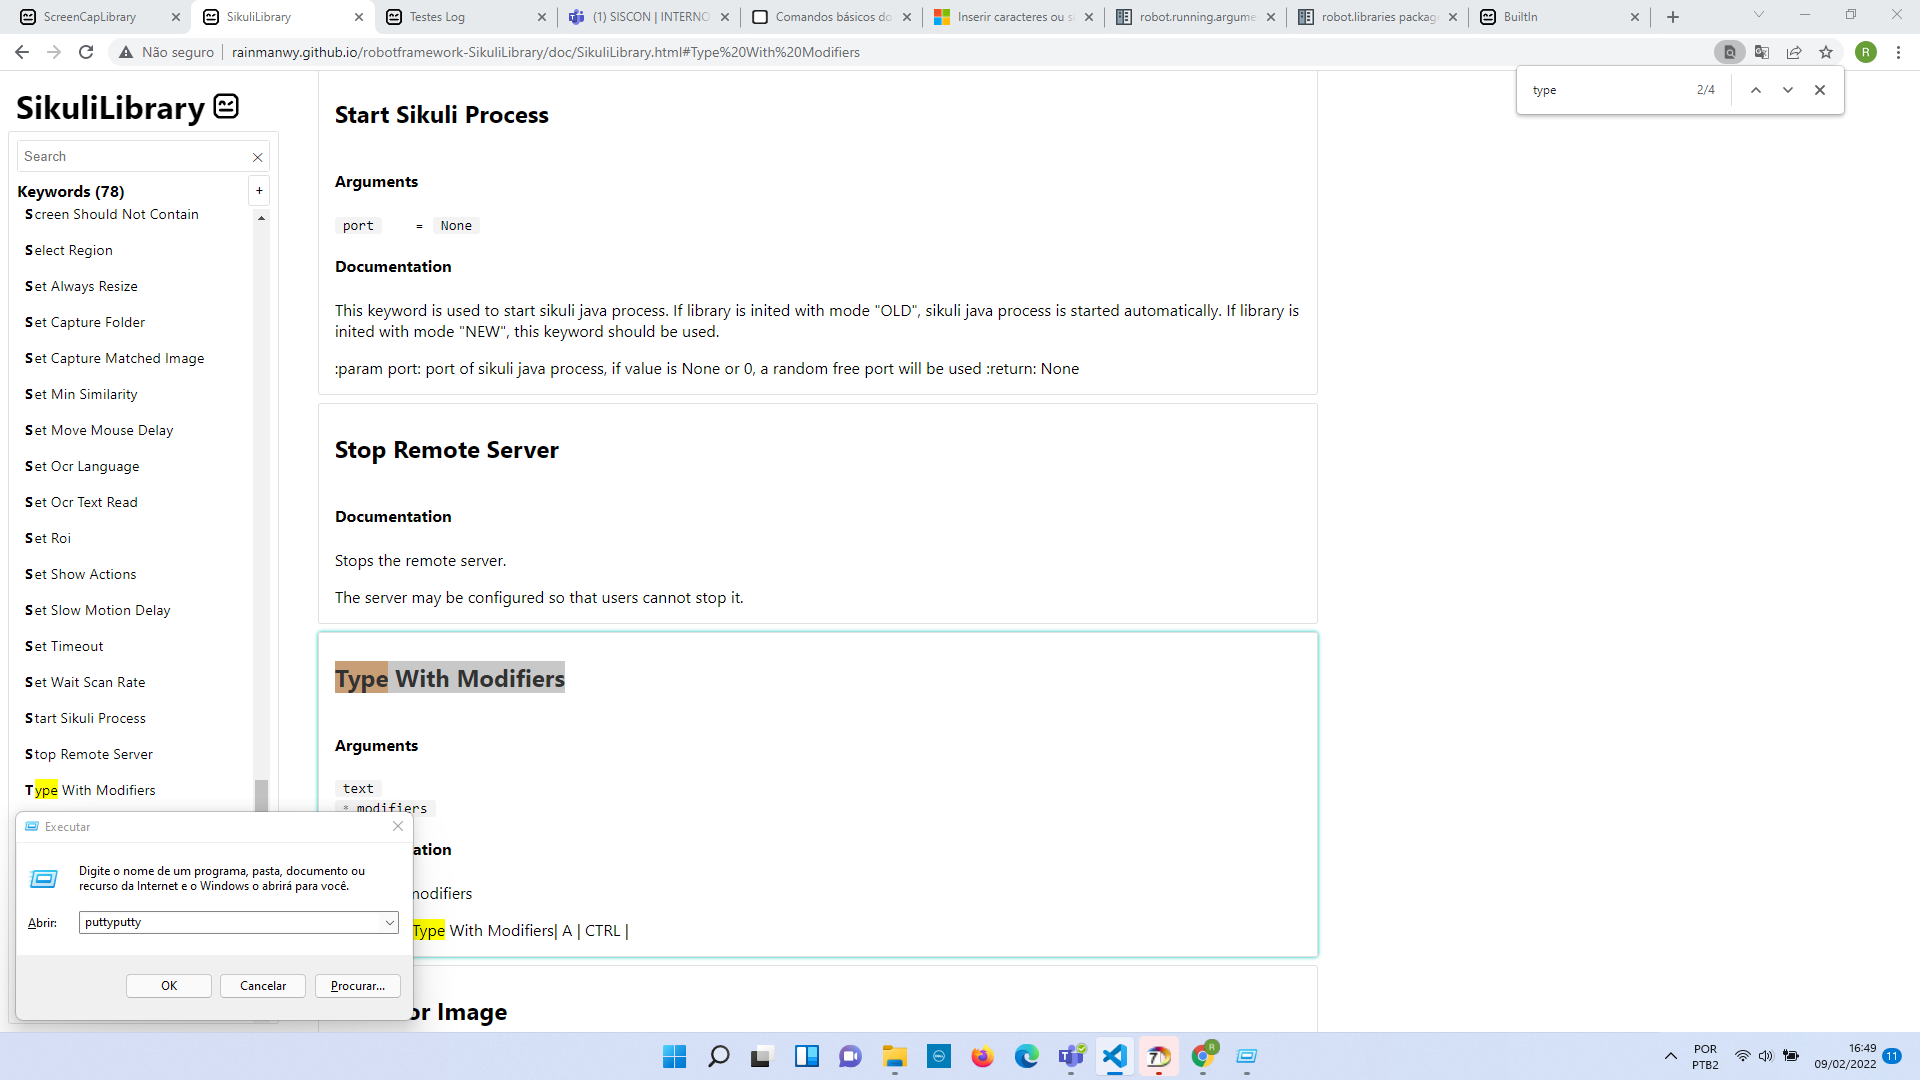 ScreenCapLibrary
SikuliLibrary
Testes Log
(1) SISCON | INTERNO
Comandos básicos do
Inserir caracteres ou s
robot.running.argume
robot.libraries packag
BuiltIn
Não seguro
rainmanwy.github.io/robotframework-SikuliLibrary/doc/SikuliLibrary.html#Type%20With%20Modifiers
R
type
2/4
SikuliLibrary
Search
Keywords (78)
+
Screen Should Not Contain
Select Region
Set Always Resize
Set Capture Folder
Set Capture Matched Image
Set Min Similarity
Set Move Mouse Delay
Set Ocr Language
Set Ocr Text Read
Set Roi
Set Show Actions
Set Slow Motion Delay
Set Timeout
Set Wait Scan Rate
Start Sikuli Process
Stop Remote Server
Type With Modifiers
Start Sikuli Process
Arguments
port = None
Documentation
This keyword is used to start sikuli java process. If library is inited with mode "OLD", sikuli java process is started automatically. If library is
inited with mode "NEW", this keyword should be used.
:param port: port of sikuli java process, if value is None or 0, a random free port will be used :return: None
Stop Remote Server
Documentation
Stops the remote server.
The server may be configured so that users cannot stop it.
Type With Modifiers
Arguments
text
* modifiers
ation
nodifiers
Type With Modifiers| A | CTRL |
or Image
Executar
Digite o nome de um programa, pasta, documento ou
recurso da Internet e o Windows o abrirá para você.
Abrir:
puttyputty
OK
Cancelar
Procurar...
R
POR
PTB2
16:49
09/02/2022
11